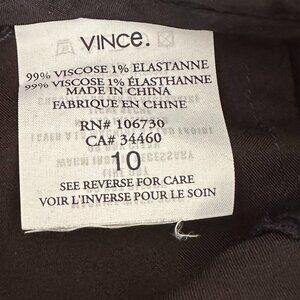 VINCE.
99% VISCOSE 1% ELASTANNE
99% VISCOSE 1% ÉLASTHANNE
MADE IN CHINA
FABRIQUE EN CHINE
RN# 106730
CA# 34460
10
SEE REVERSE FOR CARE
VOIR L'INVERSE POUR LE SOIN